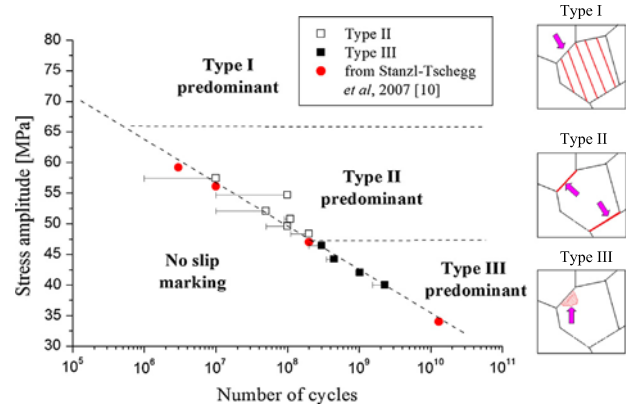 Type II
Type III
from Stanzl-Tschegg
et al, 2007 [10]
Type I
predominant
Type II
predominant
Type III
predominant
No slip
marking
Stress amplitude [MPa]
80
75
70
65
60
55
50
45
40
35
30
10^5
10^6
10^7
10^8
10^9
10^10
10^11
Number of cycles
Type I
Type II
Type III